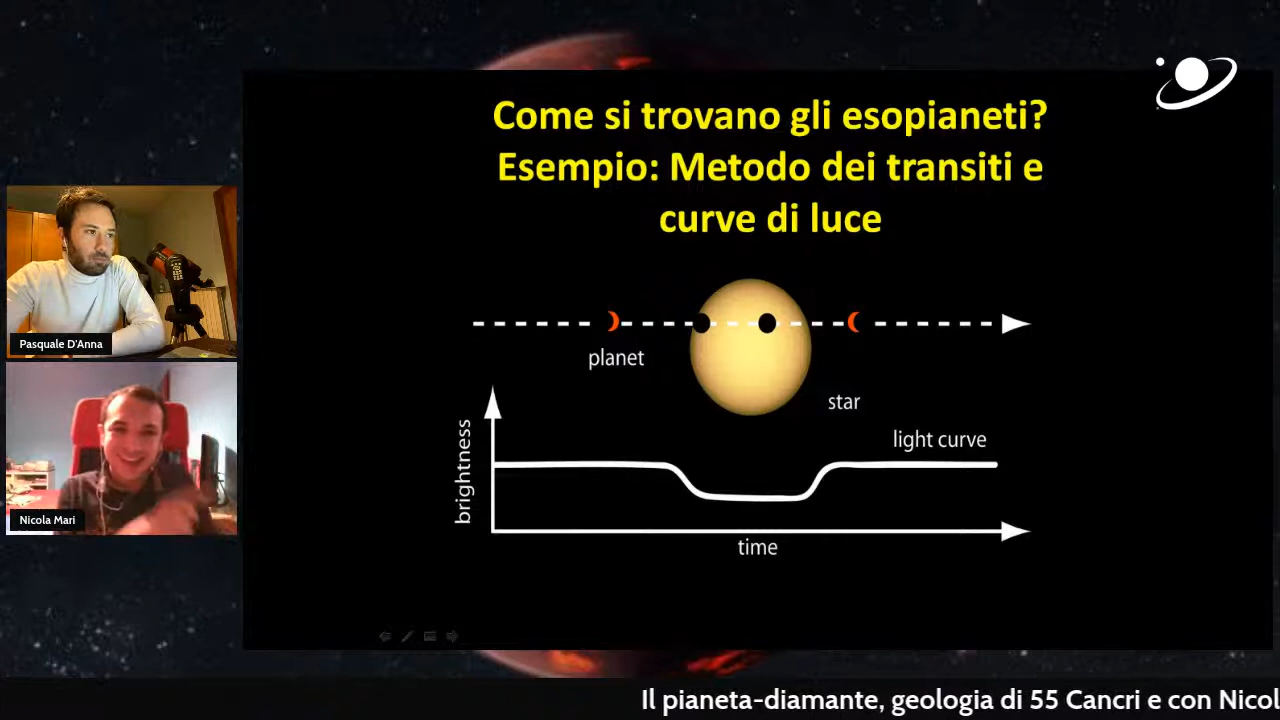 Come si trovano gli esopianeti?
Esempio: Metodo dei transiti e
curve di luce
Pasquale D'Anna
planet
star
light curve
brightness
Nicola Mari
time
Il pianeta-diamante, geologia di 55 Cancri e con Nicol